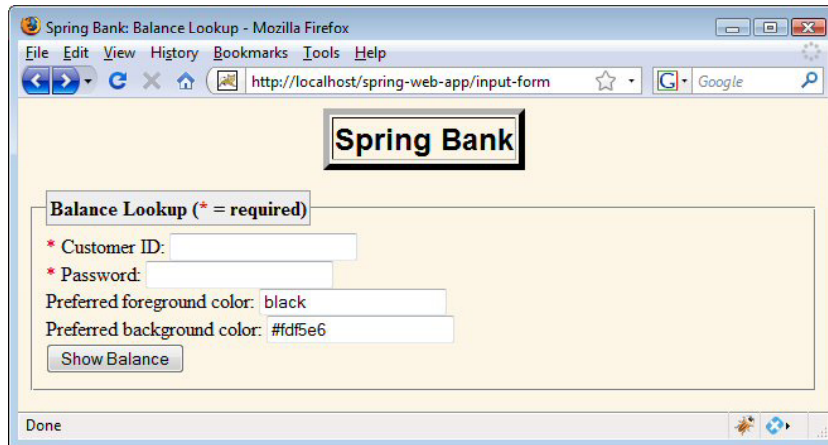 Spring Bank: Balance Lookup - Mozilla Firefox
File Edit View History Bookmarks Tools Help
http://localhost/spring-web-app/input-form
G Google
Spring Bank
Balance Lookup (* = required)
* Customer ID:
* Password:
Preferred foreground color: black
Preferred background color: #fdf5e6
Show Balance
Done